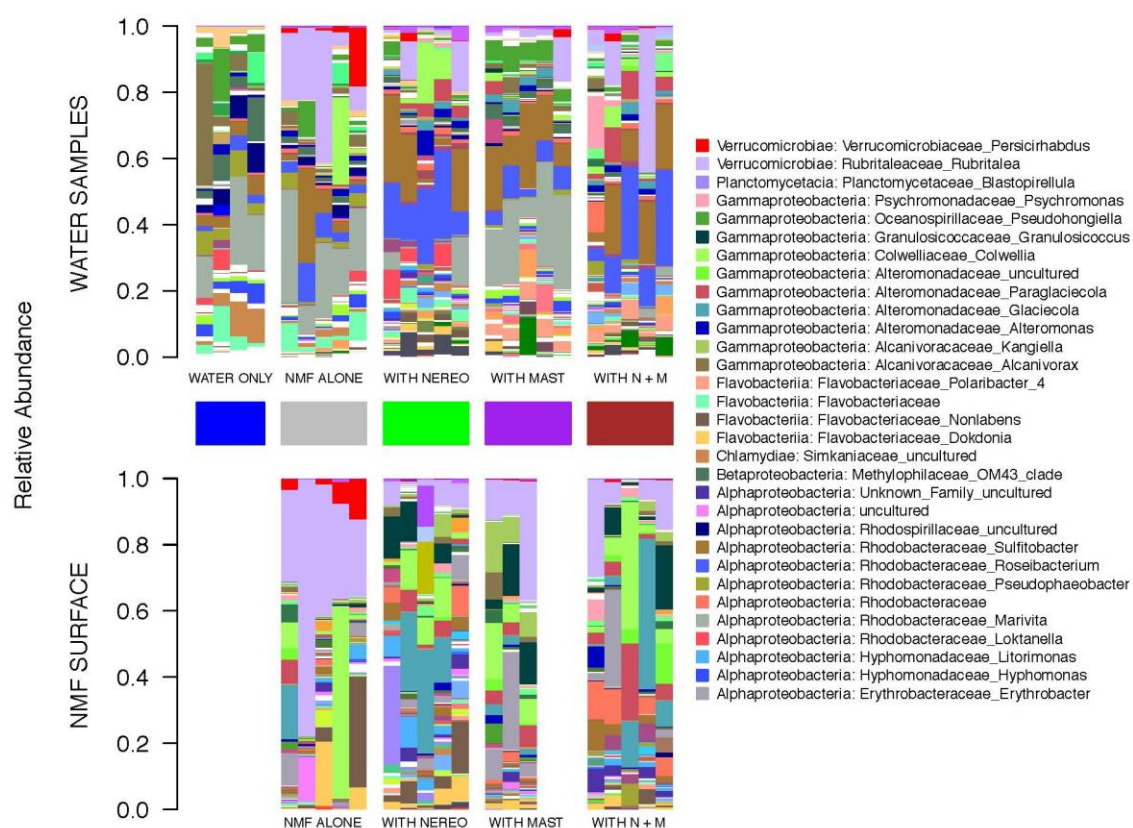 Relative Abundance
WATER SAMPLES
1.0
0.8
0.6
0.4
0.2
0.0
WATER ONLY NMF ALONE WITH NEREO WITH MAST WITH N + M
NMF SURFACE
1.0
0.8
0.6
0.4
0.2
0.0
NMF ALONE WITH NEREO WITH MAST WITH N + M
Verrucomicrobiae: Verrucomicrobiaceae_Persicirhabdus
Verrucomicrobiae: Rubritaleaceae_Rubritalea
Planctomycetacia: Planctomycetaceae_Blastopirellula
Gammaproteobacteria: Psychromonadaceae_Psychromonas
Gammaproteobacteria: Oceanospirillaceae_Pseudohongiella
Gammaproteobacteria: Granulosicoccaceae_Granulosicoccus
Gammaproteobacteria: Colwelliaceae_Colwellia
Gammaproteobacteria: Alteromonadaceae_uncultured
Gammaproteobacteria: Alteromonadaceae_Paraglaciecola
Gammaproteobacteria: Alteromonadaceae_Glaciecola
Gammaproteobacteria: Alteromonadaceae_Alteromonas
Gammaproteobacteria: Alcanivoracaceae_Kangiella
Gammaproteobacteria: Alcanivoracaceae_Alcanivorax
Flavobacteriia: Flavobacteriaceae_Polaribacter_4
Flavobacteriia: Flavobacteriaceae
Flavobacteriia: Flavobacteriaceae_Nonlabens
Flavobacteriia: Flavobacteriaceae_Dokdonia
Chlamydiae: Simkaniaceae_uncultured
Betaproteobacteria: Methylophilaceae_OM43_clade
Alphaproteobacteria: Unknown_Family_uncultured
Alphaproteobacteria: uncultured
Alphaproteobacteria: Rhodospirillaceae_uncultured
Alphaproteobacteria: Rhodobacteraceae_Sulfitobacter
Alphaproteobacteria: Rhodobacteraceae_Roseibacterium
Alphaproteobacteria: Rhodobacteraceae_Pseudophaeobacter
Alphaproteobacteria: Rhodobacteraceae
Alphaproteobacteria: Rhodobacteraceae_Marivita
Alphaproteobacteria: Rhodobacteraceae_Loktanella
Alphaproteobacteria: Hyphomonadaceae_Litorimonas
Alphaproteobacteria: Hyphomonadaceae_Hyphomonas
Alphaproteobacteria: Erythrobacteraceae_Erythrobacter